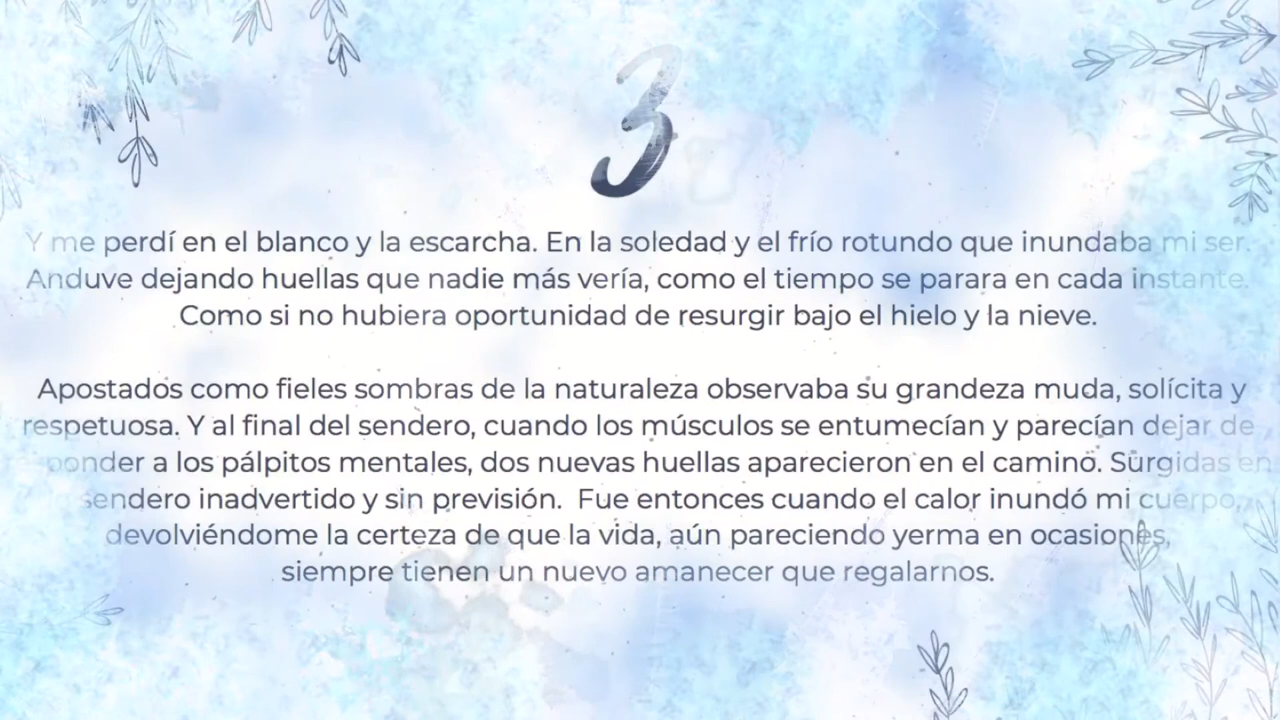 3
Y me perdí en el blanco y la escarcha. En la soledad y el frío rotundo que inundaba mi ser.
Anduve dejando huellas que nadie más vería, como el tiempo se parara en cada instante.
Como si no hubiera oportunidad de resurgir bajo el hielo y la nieve.
Apostados como fieles sombras de la naturaleza observaba su grandeza muda, solícita y
respetuosa. Y al final del sendero, cuando los músculos se entumecían y parecían dejar de
ponder a los pálpitos mentales, dos nuevas huellas aparecieron en el camino. Surgidas en
sendero inadvertido y sin previsión. Fue entonces cuando el calor inundó mi cuerpo,
devolviéndome la certeza de que la vida, aún pareciendo yerma en ocasiones,
siempre tienen un nuevo amanecer que regalarnos.